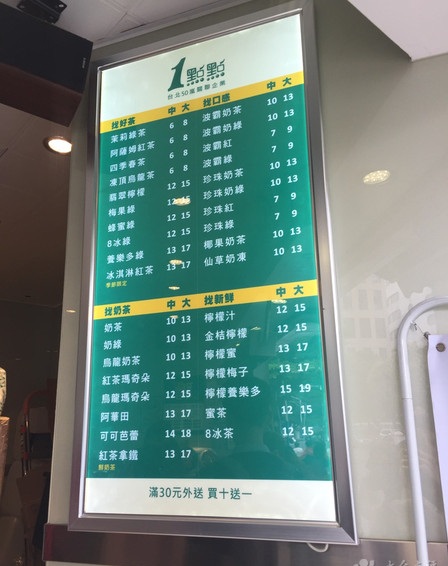 1點點
台北50嵐關聯企業
找好茶 中 大
茉莉綠茶 6 8
阿薩姆紅茶 6 8
四季春茶 6 8
凍頂烏龍茶 6 8
翡翠檸檬 12 15
梅果綠 12 15
蜂蜜綠 12 15
8冰綠 12 15
養樂多綠 13 17
冰淇淋紅茶 13 17
季節限定
找口感 中 大
波霸奶茶 10 13
波霸奶綠 10 13
波霸紅 7 9
波霸綠 7 9
珍珠奶茶 10 13
珍珠奶綠 10 13
珍珠紅 7 9
珍珠綠 7 9
椰果奶茶 10 13
仙草奶凍 10 13
找奶茶 中 大
奶茶 10 13
奶綠 10 13
烏龍奶茶 10 13
紅茶瑪奇朵 12 15
烏龍瑪奇朵 12 15
阿華田 13 17
可可芭蕾 14 18
紅茶拿鐵 13 17
鮮奶茶
找新鮮 中 大
檸檬汁 12 15
金桔檸檬 12 15
檸檬蜜 13 17
檸檬梅子 13 17
檸檬養樂多 15 19
蜜茶 12 15
8冰茶 12 15
滿30元外送 買十送一